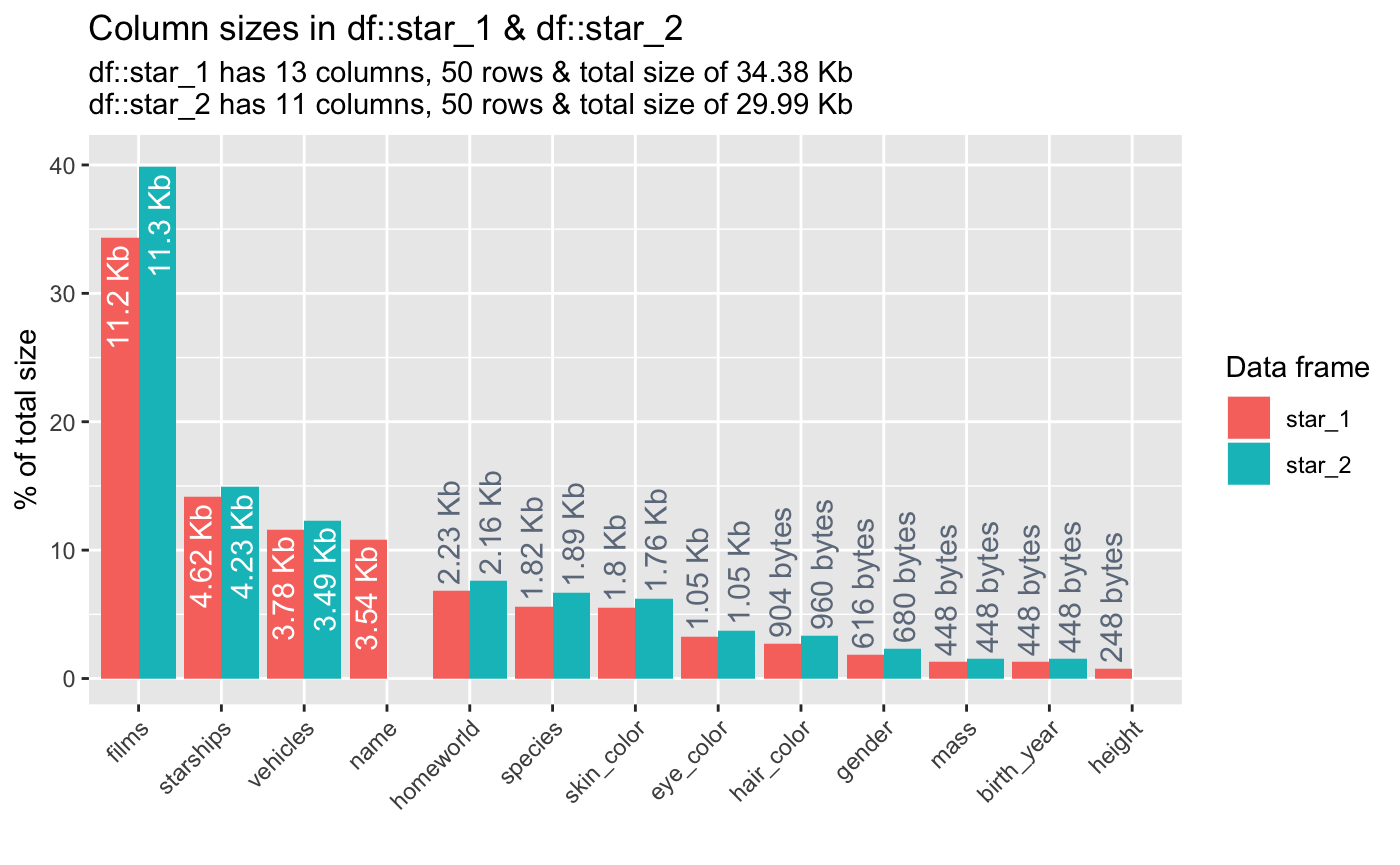 Column sizes in df::star_1 & df::star_2
df::star_1 has 13 columns, 50 rows & total size of 34.38 Kb
df::star_2 has 11 columns, 50 rows & total size of 29.99 Kb
% of total size
40
30
20
10
0
11.2 Kb
11.3 Kb
4.62 Kb
4.23 Kb
3.78 Kb
3.49 Kb
3.54 Kb
2.23 Kb
2.16 Kb
1.82 Kb
1.89 Kb
1.8 Kb
1.76 Kb
1.05 Kb
1.05 Kb
904 bytes
960 bytes
616 bytes
680 bytes
448 bytes
448 bytes
448 bytes
448 bytes
248 bytes
films
starships
vehicles
name
homeworld
species
skin_color
eye_color
hair_color
gender
mass
birth_year
height
Data frame
star_1
star_2